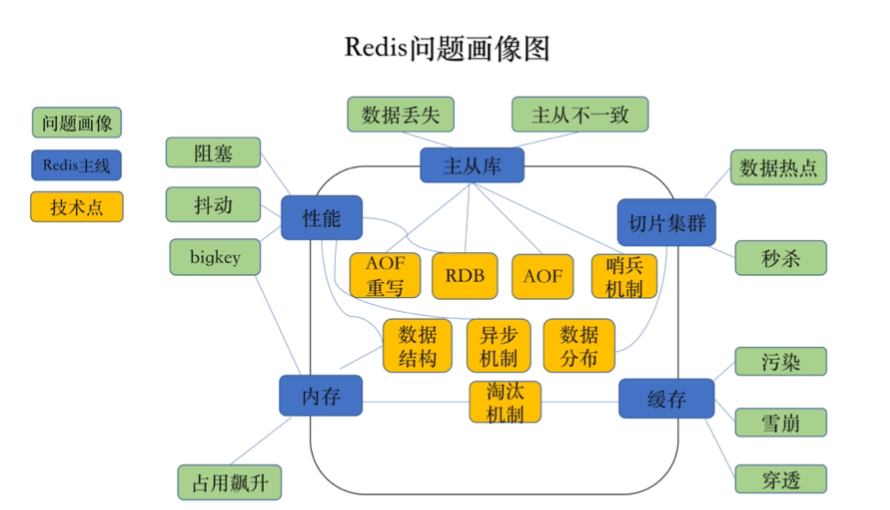 Redis问题画像图
问题画像
Redis主线
技术点
数据丢失
主从不一致
阻塞
主从库
数据热点
抖动
性能
切片集群
bigkey
秒杀
AOF
重写
RDB
AOF
哨兵
机制
数据
结构
异步
机制
数据
分布
污染
内存
淘汰
机制
缓存
雪崩
占用飙升
穿透